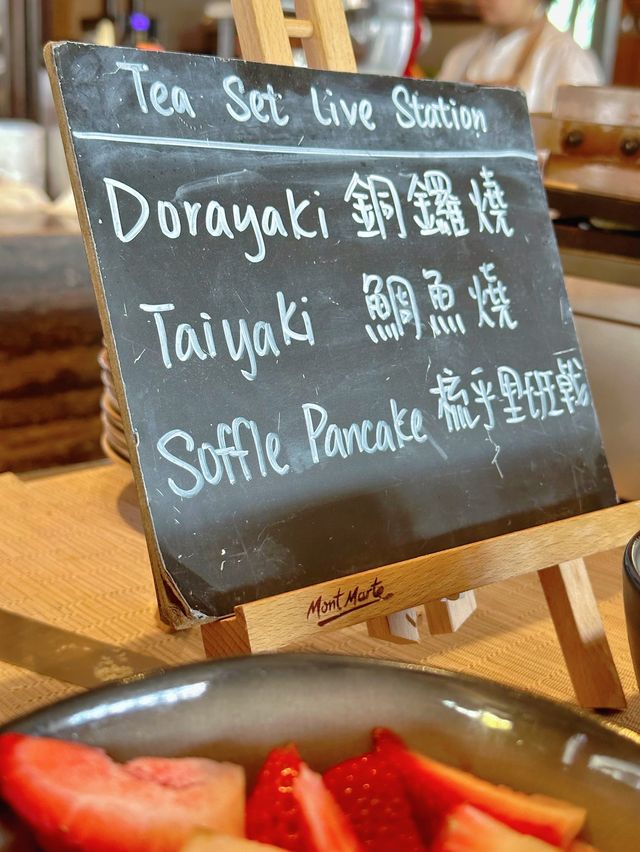 Tea Set Live Station
Dorayaki 銅鑼燒
Taiyaki 鯛魚燒
Soffle Pancake 梳乎里班戟
Mont Marte